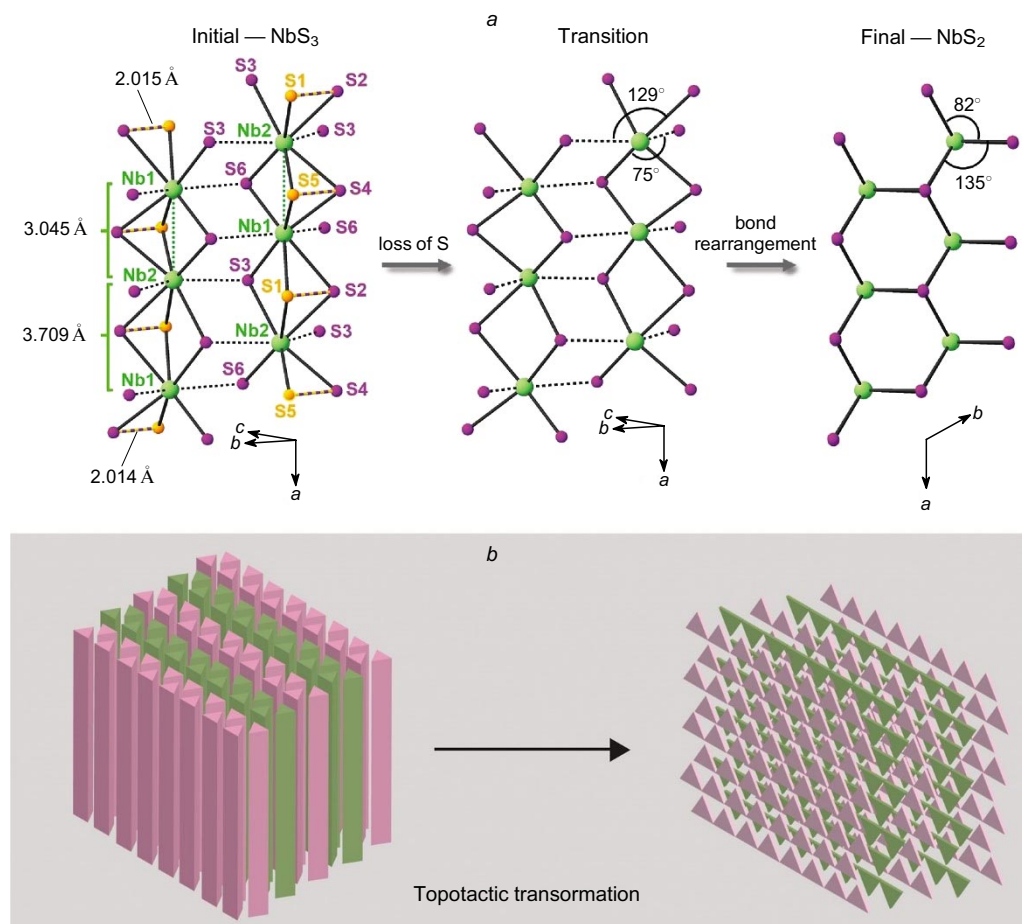 a
Initial — NbS₃
Transition
Final — NbS₂
2.015 Å
S3
S1
S2
S3
Nb2
S3
S6
S5
S4
Nb1
Nb1
S6
3.045 Å
S3
Nb2
S1
S2
3.709 Å
Nb2
S3
Nb1
S6
S4
S5
2.014 Å
c
b
a
loss of S
129°
75°
c
b
a
bond
rearrangement
82°
135°
b
a
b
Topotactic transormation